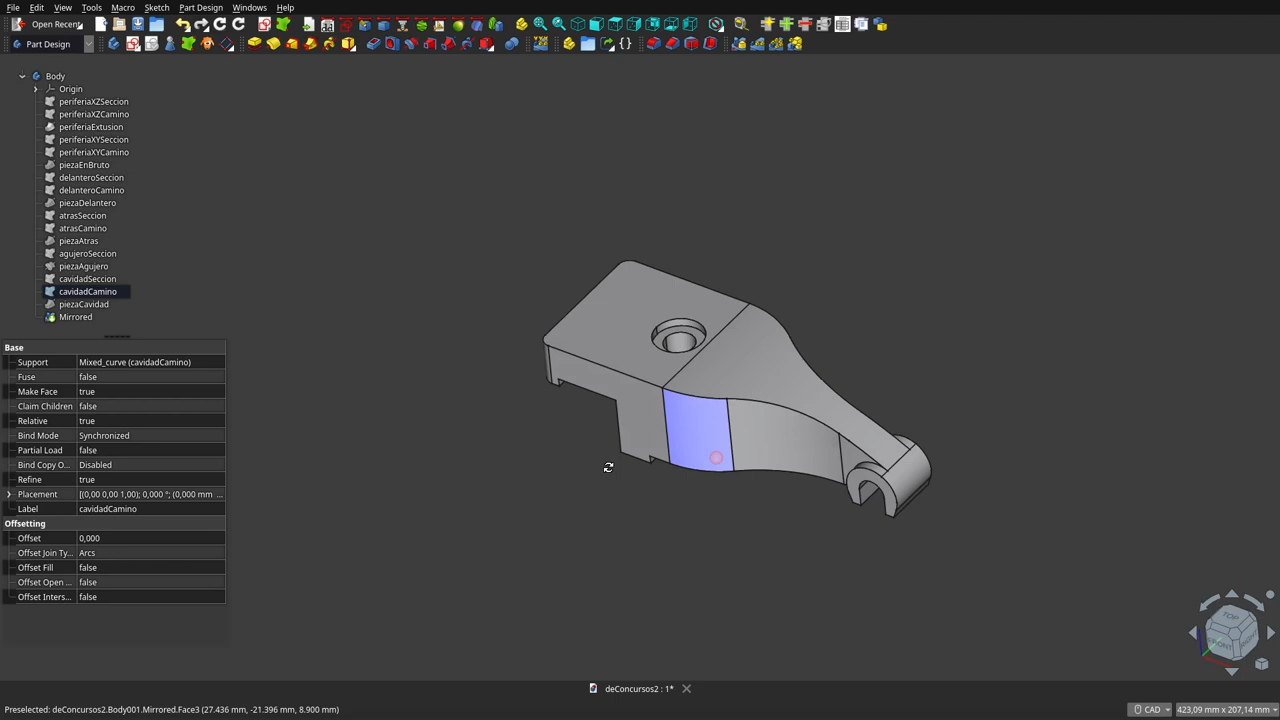 File Edit View Tools Macro Sketch Part Design Windows Help
Open Recent
Part Design
Body
Origin
periferiaXZSeccion
periferiaXZCamino
periferiaExtusion
periferiaXYSeccion
periferiaXYCamino
piezaEnBruto
delanteroSeccion
delanteroCamino
piezaDelantero
atrasSeccion
atrasCamino
piezaAtras
agujeroSeccion
piezaAgujero
cavidadSeccion
cavidadCamino
piezaCavidad
Mirrored
Base
Support Mixed_curve (cavidadCamino)
Fuse false
Make Face true
Claim Children false
Relative true
Bind Mode Synchronized
Partial Load false
Bind Copy O... Disabled
Refine true
Placement [(0,00 0,00 1,00); 0,000 °; (0,000 mm ...
Label cavidadCamino
Offsetting
Offset 0,000
Offset Join Ty... Arcs
Offset Fill false
Offset Open ... false
Offset Inters... false
TOP
FRONT RIGHT
deConcursos2 : 1*
Preselected: deConcursos2.Body001.Mirrored.Face3 (27.436 mm, -21.396 mm, 8.900 mm)
CAD
423,09 mm x 207,14 mm